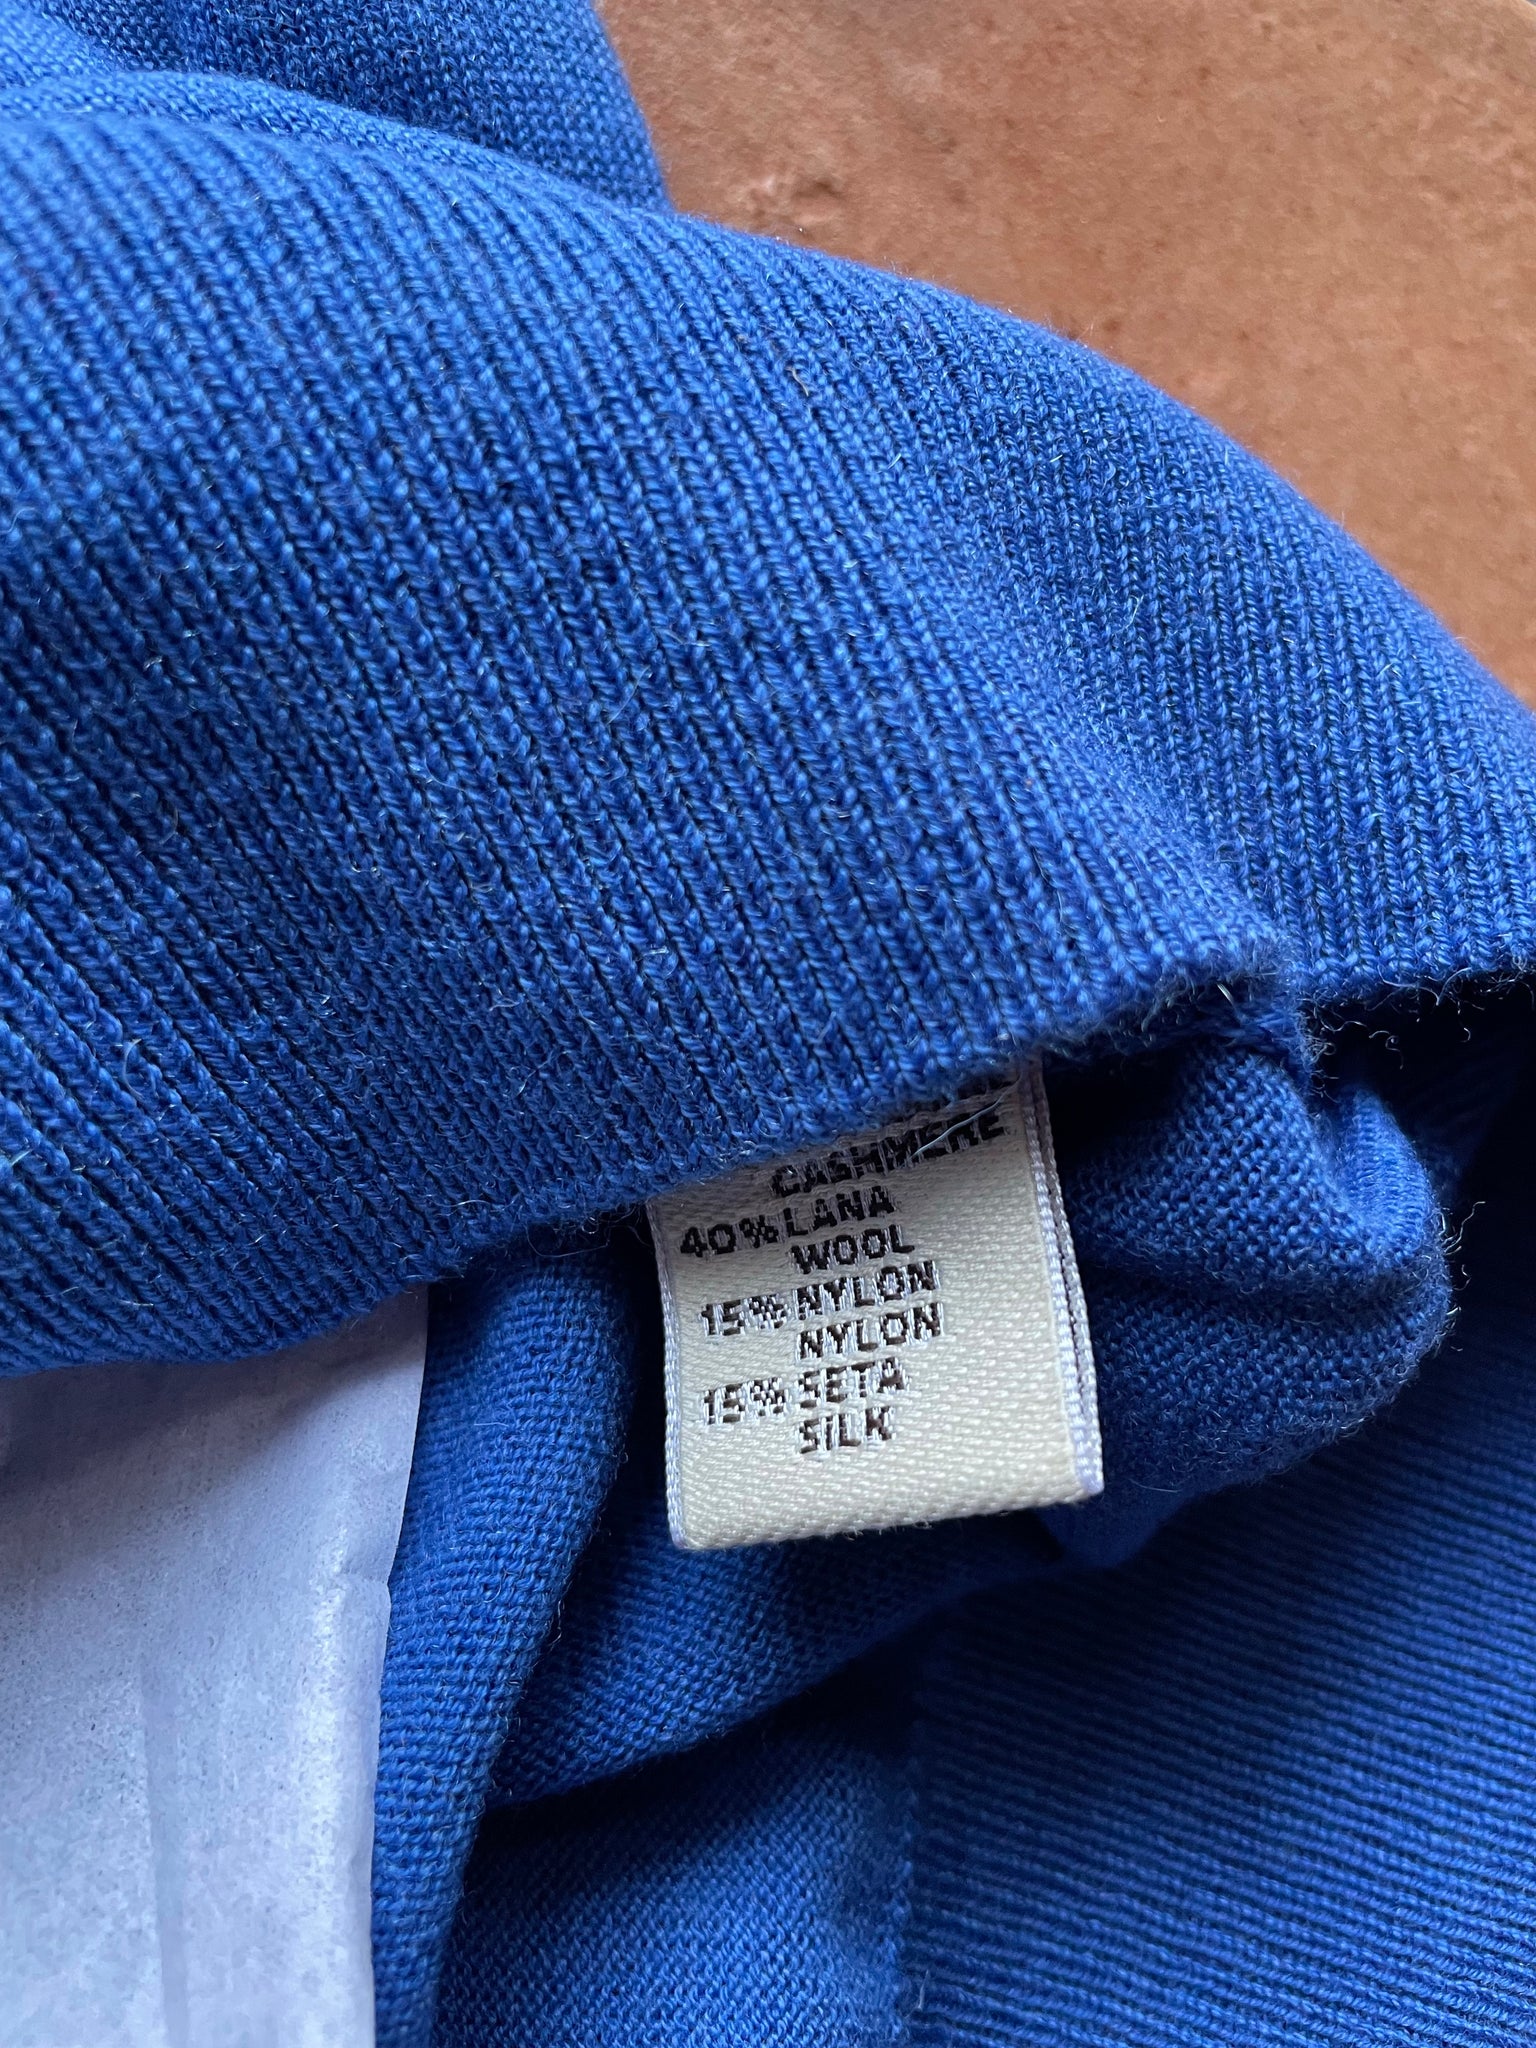 CASHMERE
40% LANA
WOOL
15% NYLON
NYLON
15% SETA
SILK